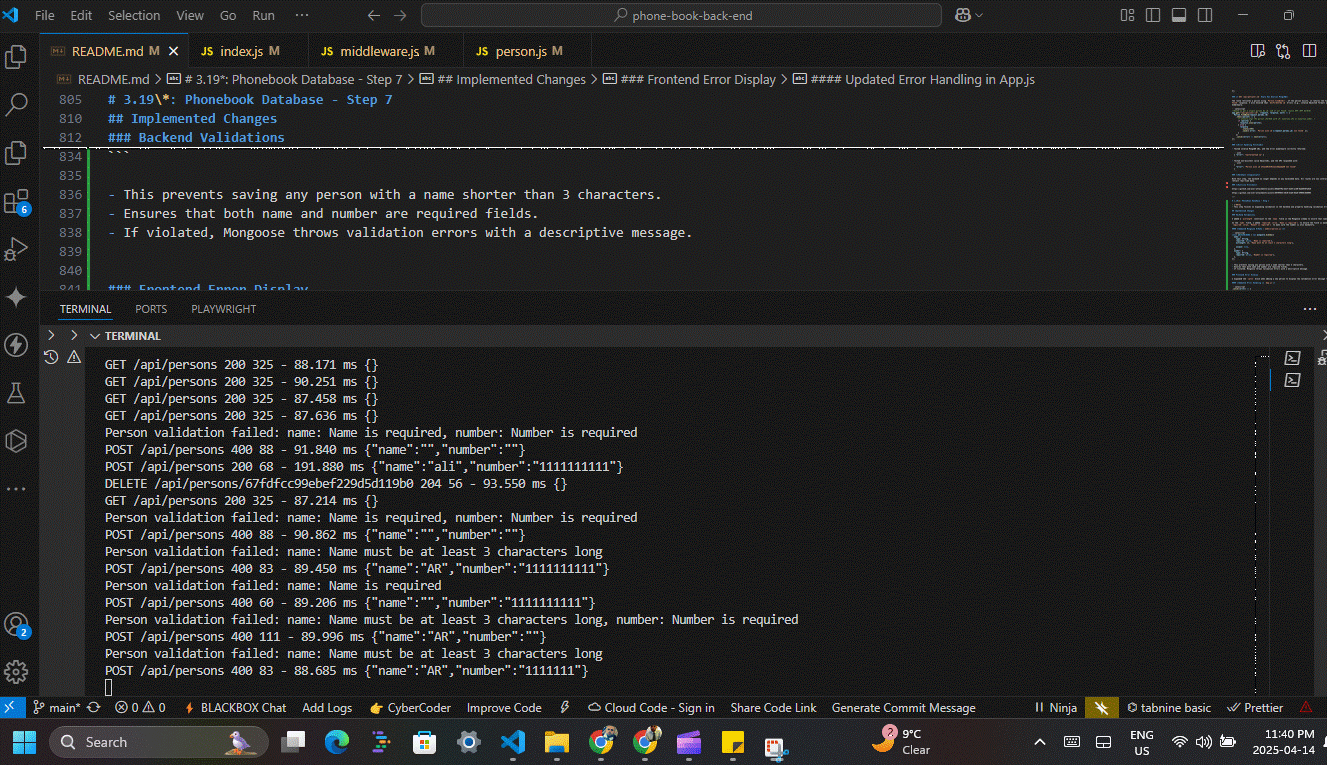 File Edit Selection View Go Run ··· phone-book-back-end
README.md M JS index.js M JS middleware.js M JS person.js M
README.md > # 3.19*: Phonebook Database - Step 7 > ## Implemented Changes > ### Frontend Error Display > #### Updated Error Handling in App.js
805 # 3.19\*: Phonebook Database - Step 7
810 ## Implemented Changes
812 ### Backend Validations
834 ```
835
836 - This prevents saving any person with a name shorter than 3 characters.
837 - Ensures that both name and number are required fields.
838 - If violated, Mongoose throws validation errors with a descriptive message.
839
840
841 ### Frontend Error Display
TERMINAL PORTS PLAYWRIGHT
TERMINAL
GET /api/persons 200 325 - 88.171 ms {}
GET /api/persons 200 325 - 90.251 ms {}
GET /api/persons 200 325 - 87.458 ms {}
GET /api/persons 200 325 - 87.636 ms {}
Person validation failed: name: Name is required, number: Number is required
POST /api/persons 400 88 - 91.840 ms {"name":"","number":""}
POST /api/persons 200 68 - 191.880 ms {"name":"ali","number":"1111111111"}
DELETE /api/persons/67fdfcc99ebef229d5d119b0 204 56 - 93.550 ms {}
GET /api/persons 200 325 - 87.214 ms {}
Person validation failed: name: Name is required, number: Number is required
POST /api/persons 400 88 - 90.862 ms {"name":"","number":""}
Person validation failed: name: Name must be at least 3 characters long
POST /api/persons 400 83 - 89.450 ms {"name":"AR","number":"1111111111"}
Person validation failed: name: Name is required
POST /api/persons 400 60 - 89.206 ms {"name":"","number":"1111111111"}
Person validation failed: name: Name must be at least 3 characters long, number: Number is required
POST /api/persons 400 111 - 89.996 ms {"name":"AR","number":""}
Person validation failed: name: Name must be at least 3 characters long
POST /api/persons 400 83 - 88.685 ms {"name":"AR","number":"1111111"}
6
2
main* 0 0 BLACKBOX Chat Add Logs CyberCoder Improve Code Cloud Code - Sign in Share Code Link Generate Commit Message Ninja tabnine basic Prettier
Search 2 9°C Clear ENG US 11:40 PM 2025-04-14